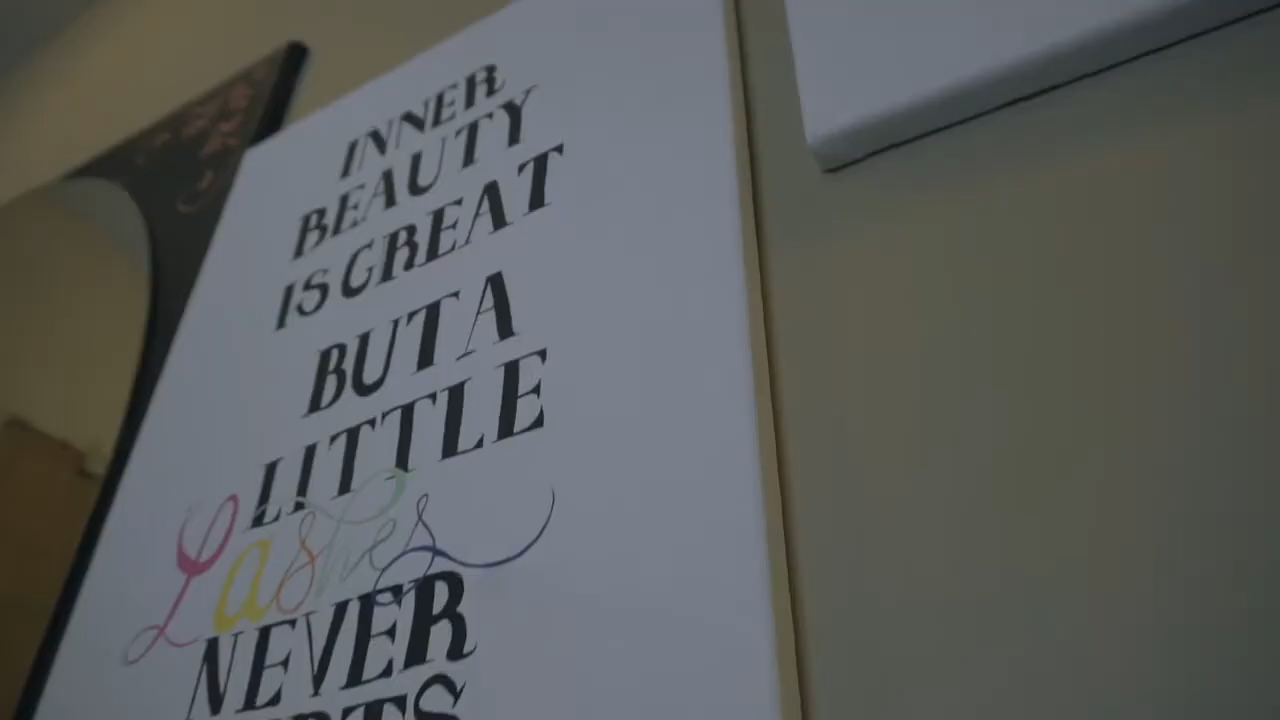 INNER
BEAUTY
IS GREAT
BUT A
LITTLE
Lashes
NEVER